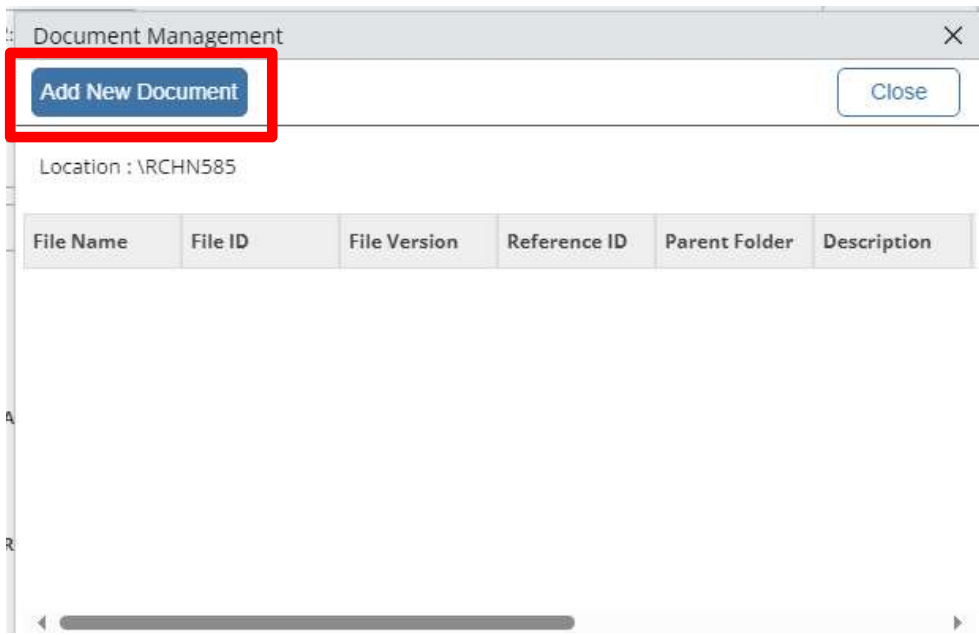 Document Management
Add New Document
Close
Location : \RCHN585
File Name File ID File Version Reference ID Parent Folder Description
A
R